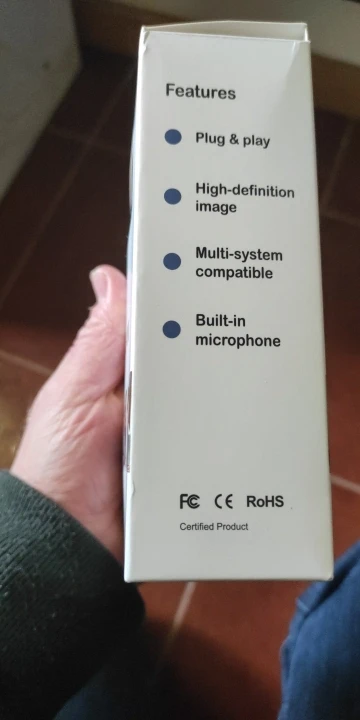 Features
Plug & play
High-definition
image
Multi-system
compatible
Built-in
microphone
FC CE RoHS
Certified Product